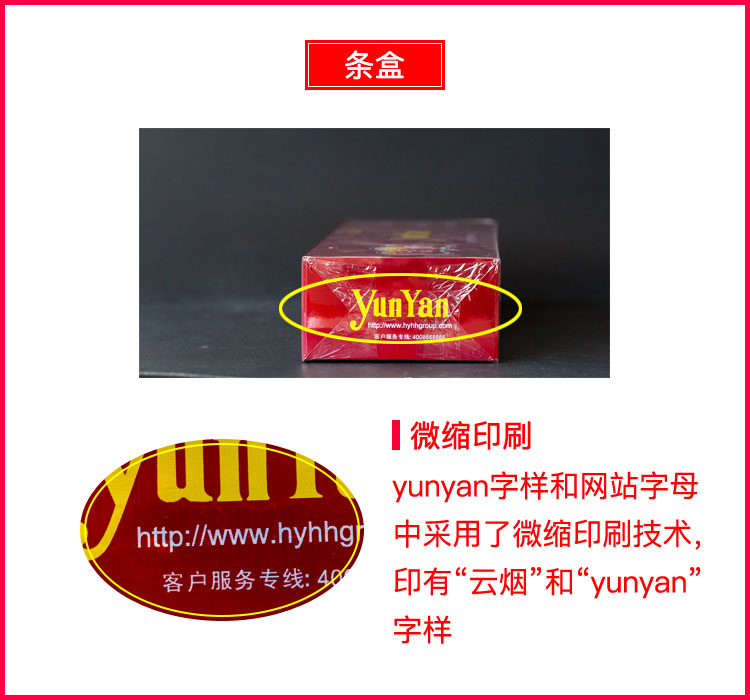 条盒
YunYan
http://www.hyhhgroup.com
客户服务专线: 4008668888
yunYa
http://www.hyhhgr
客户服务专线: 400
微缩印刷
yunyan字样和网站字母
中采用了微缩印刷技术,
印有“云烟”和“yunyan”
字样